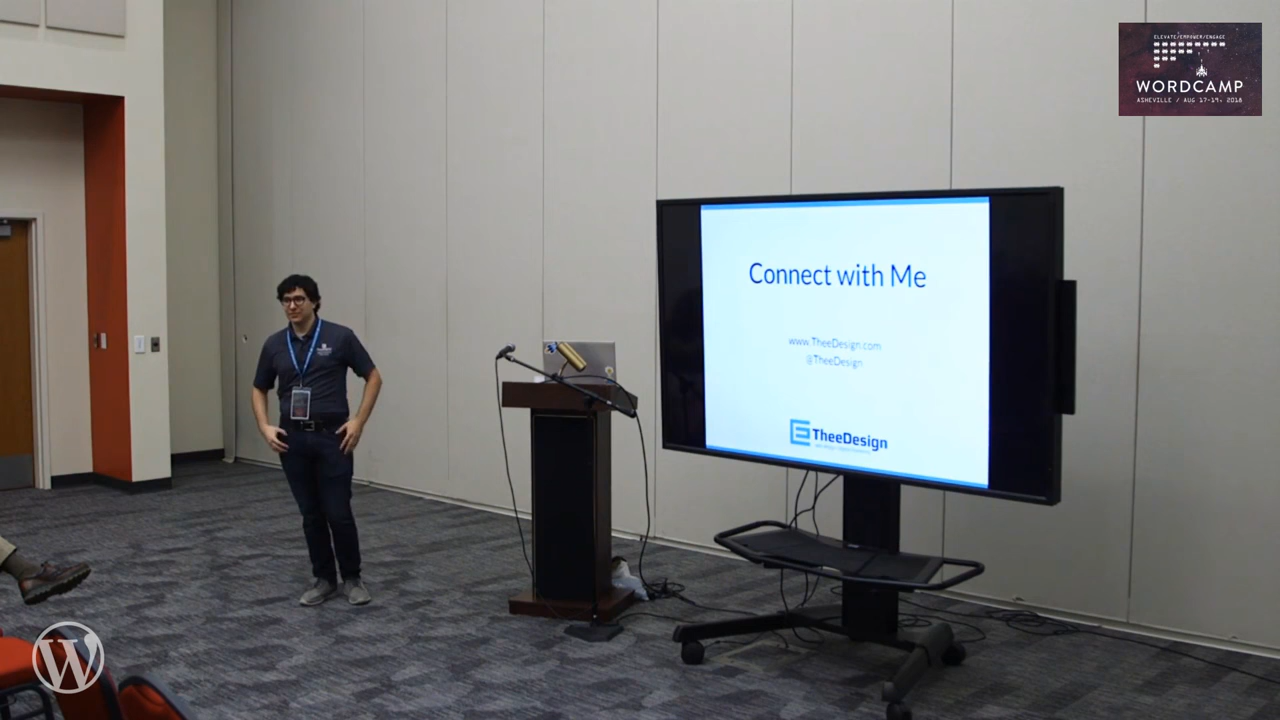 ELEVATE/EMPOWER/ENGAGE
WORDCAMP
ASHEVILLE / AUG 17-19, 2018
Connect with Me
www.TheeDesign.com
@TheeDesign
TheeDesign